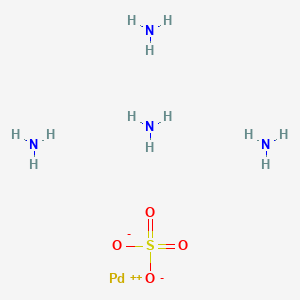 H H
N
H
H H H H H H
N N N
H H H
O -
O S O
Pd ++ O -